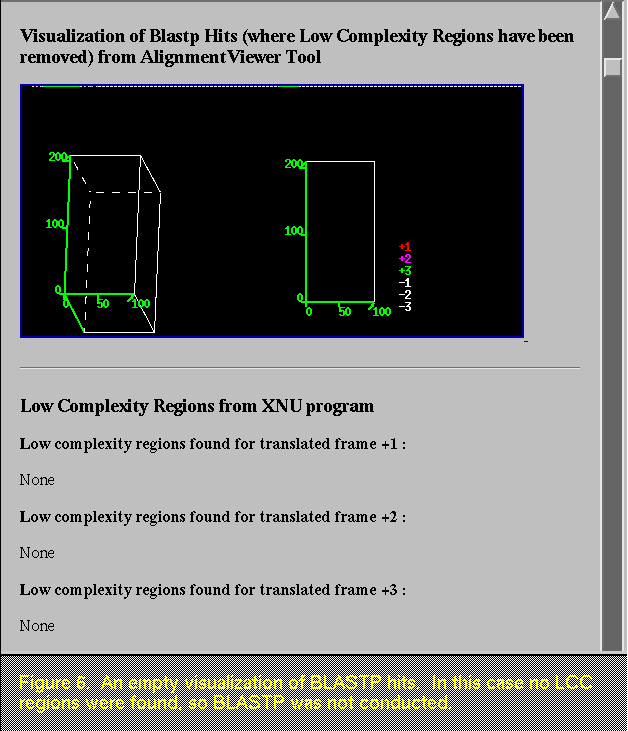 Visualization of Blastp Hits (where Low Complexity Regions have been
removed) from AlignmentViewer Tool
200
100
0
0 50 100
200
100
0
0 50 100
+1
+2
+3
-1
-2
-3
Low Complexity Regions from XNU program
Low complexity regions found for translated frame +1 :
None
Low complexity regions found for translated frame +2 :
None
Low complexity regions found for translated frame +3 :
None
Figure 6. An empty visualization of BLASTP hits. In this case no LCC
regions were found, so BLASTP was not conducted.